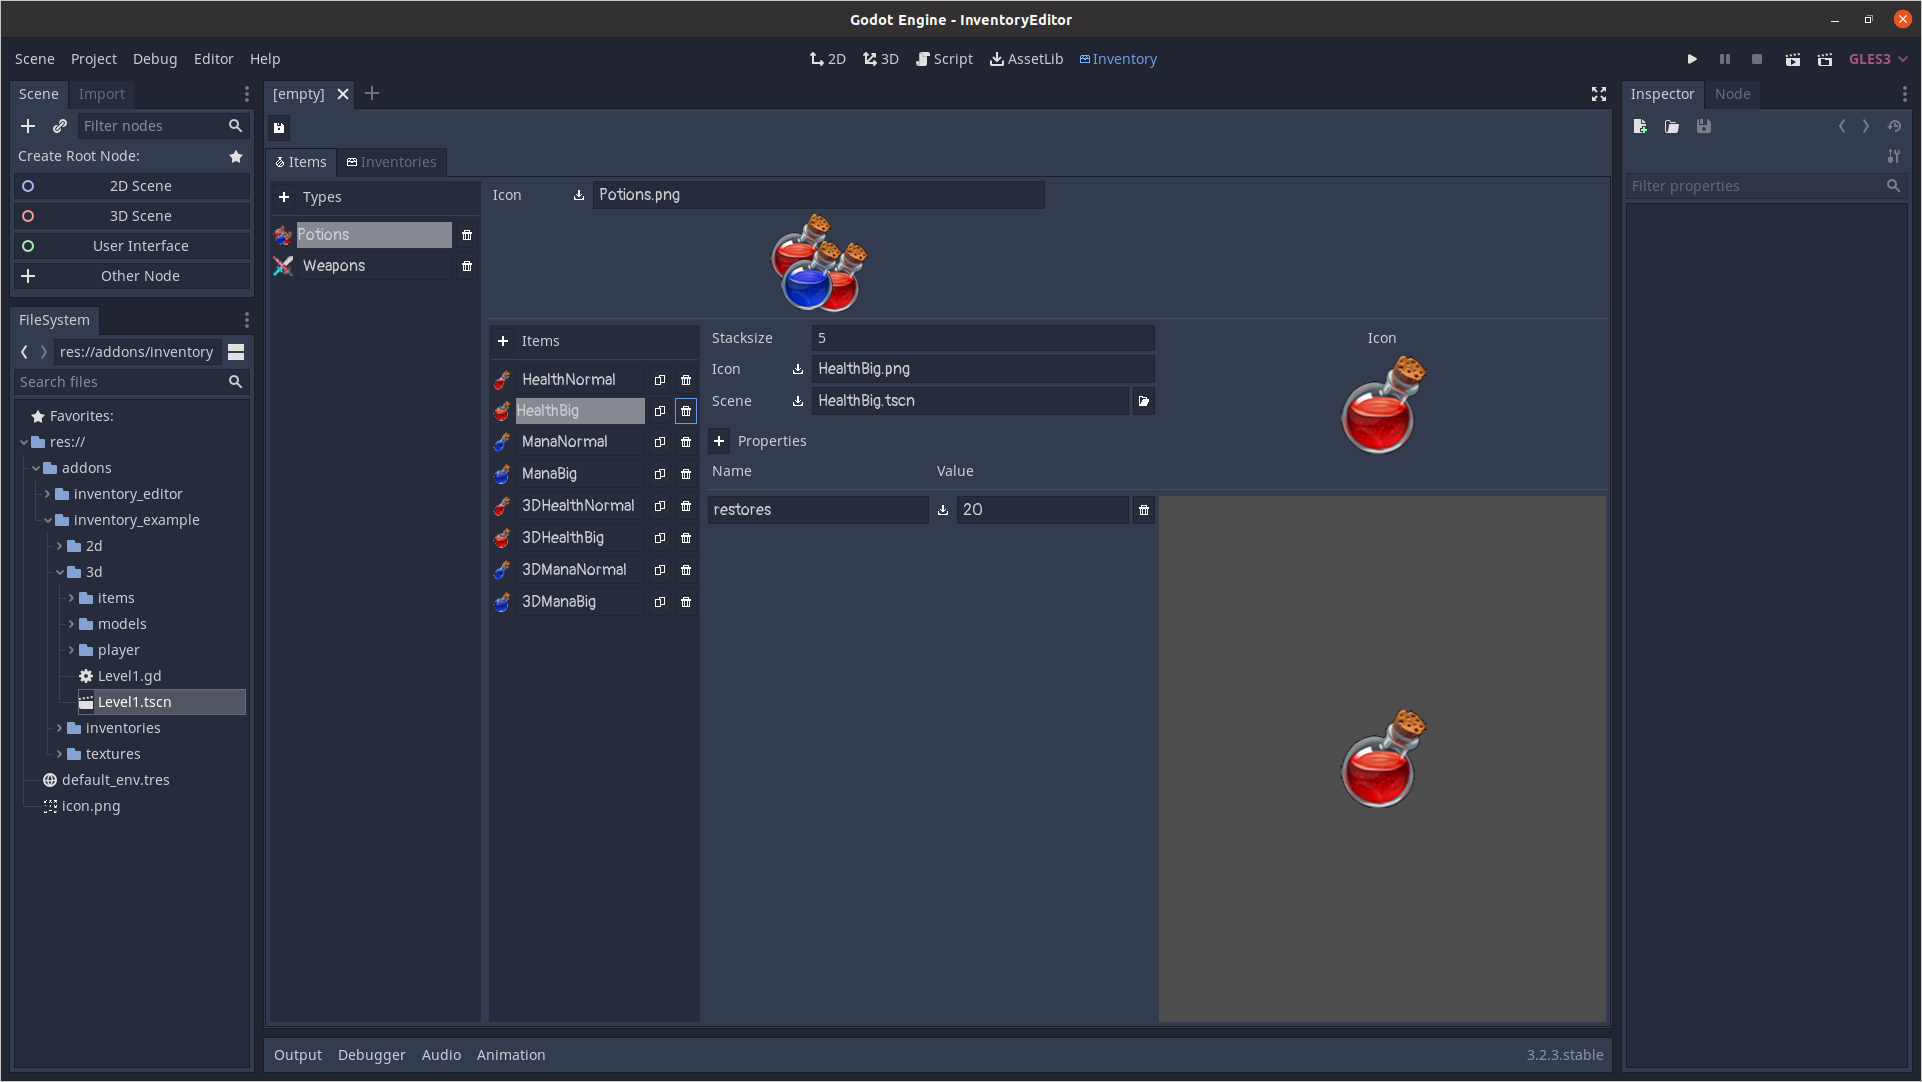 Godot Engine - InventoryEditor
Scene Project Debug Editor Help
2D 3D Script AssetLib Inventory
GLES3
Scene Import
Filter nodes
Create Root Node:
2D Scene
3D Scene
User Interface
Other Node
FileSystem
res://addons/inventory
Search files
Favorites:
res://
addons
inventory_editor
inventory_example
2d
3d
items
models
player
Level1.gd
Level1.tscn
inventories
textures
default_env.tres
icon.png
[empty]
Items Inventories
Types
Potions
Weapons
Icon Potions.png
Items
HealthNormal
HealthBig
ManaNormal
ManaBig
3DHealthNormal
3DHealthBig
3DManaNormal
3DManaBig
Stacksize 5
Icon HealthBig.png
Scene HealthBig.tscn
Properties
Name Value
restores 20
Icon
Output Debugger Audio Animation
3.2.3.stable
Inspector Node
Filter properties